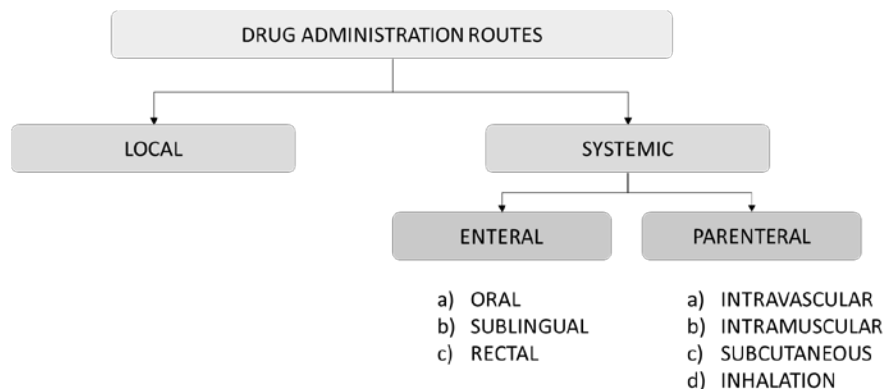 DRUG ADMINISTRATION ROUTES
LOCAL
SYSTEMIC
ENTERAL
PARENTERAL
a) ORAL
b) SUBLINGUAL
c) RECTAL
a) INTRAVASCULAR
b) INTRAMUSCULAR
c) SUBCUTANEOUS
d) INHALATION